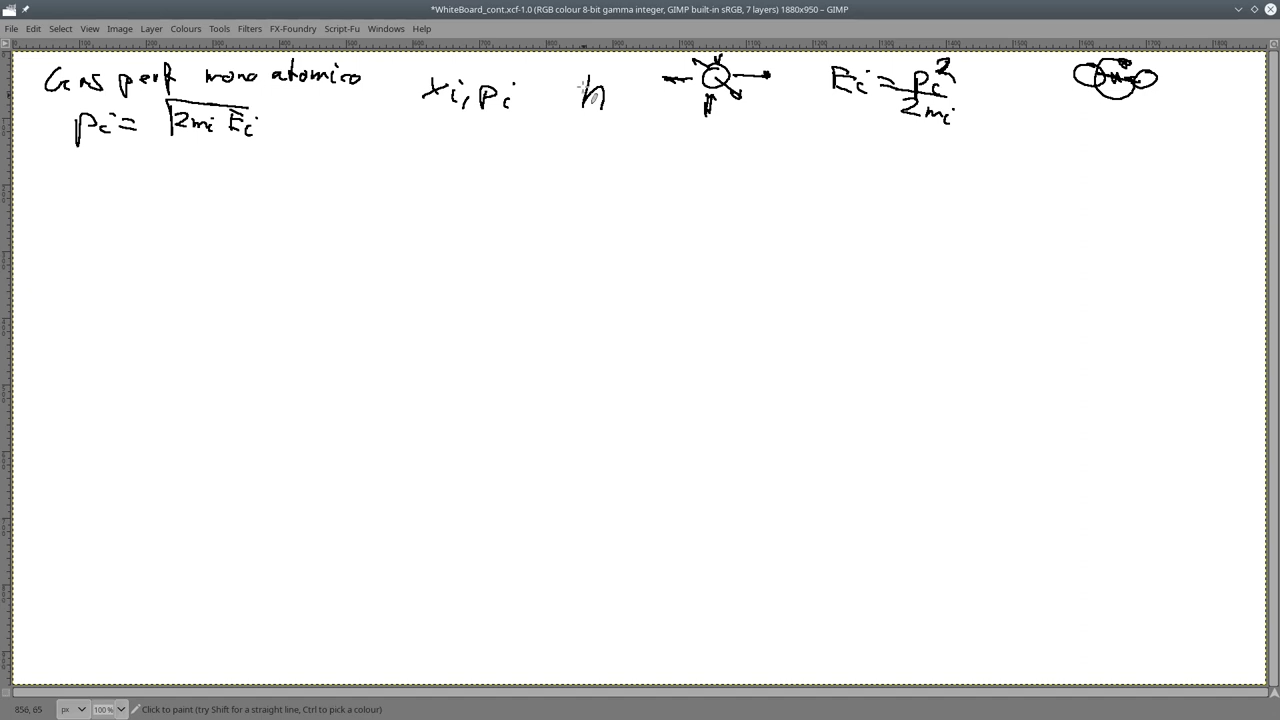 *WhiteBoard_cont.xcf-1.0 (RGB colour 8-bit gamma integer, GIMP built-in sRGB, 7 layers) 1880x950 – GIMP
File Edit Select View Image Layer Colours Tools Filters FX-Foundry Script-Fu Windows Help
Gas perf mono atomico xi, pi ħ Ei = pi²/2mi
pi = √2mi Ei
856, 65 px 100% Click to paint (try Shift for a straight line, Ctrl to pick a colour)